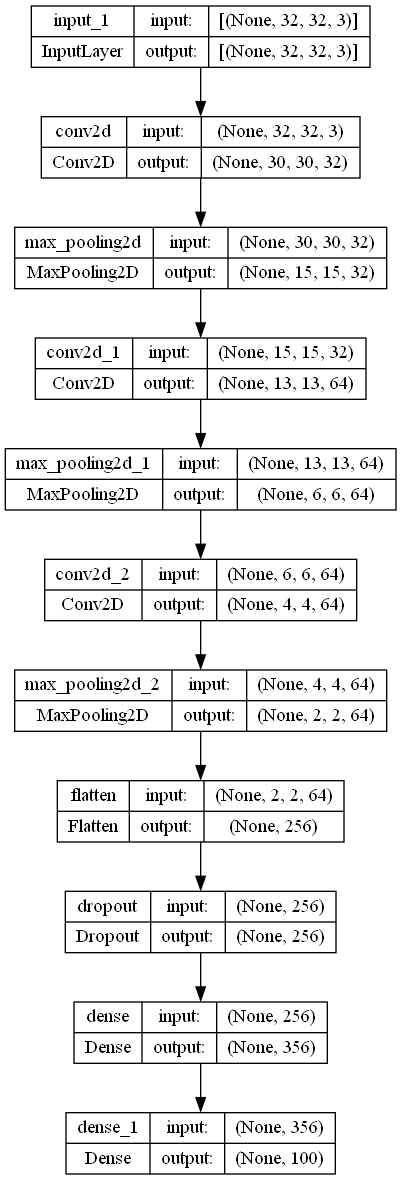 input_1 input: [(None, 32, 32, 3)]
InputLayer output: [(None, 32, 32, 3)]
conv2d input: (None, 32, 32, 3)
Conv2D output: (None, 30, 30, 32)
max_pooling2d input: (None, 30, 30, 32)
MaxPooling2D output: (None, 15, 15, 32)
conv2d_1 input: (None, 15, 15, 32)
Conv2D output: (None, 13, 13, 64)
max_pooling2d_1 input: (None, 13, 13, 64)
MaxPooling2D output: (None, 6, 6, 64)
conv2d_2 input: (None, 6, 6, 64)
Conv2D output: (None, 4, 4, 64)
max_pooling2d_2 input: (None, 4, 4, 64)
MaxPooling2D output: (None, 2, 2, 64)
flatten input: (None, 2, 2, 64)
Flatten output: (None, 256)
dropout input: (None, 256)
Dropout output: (None, 256)
dense input: (None, 256)
Dense output: (None, 356)
dense_1 input: (None, 356)
Dense output: (None, 100)